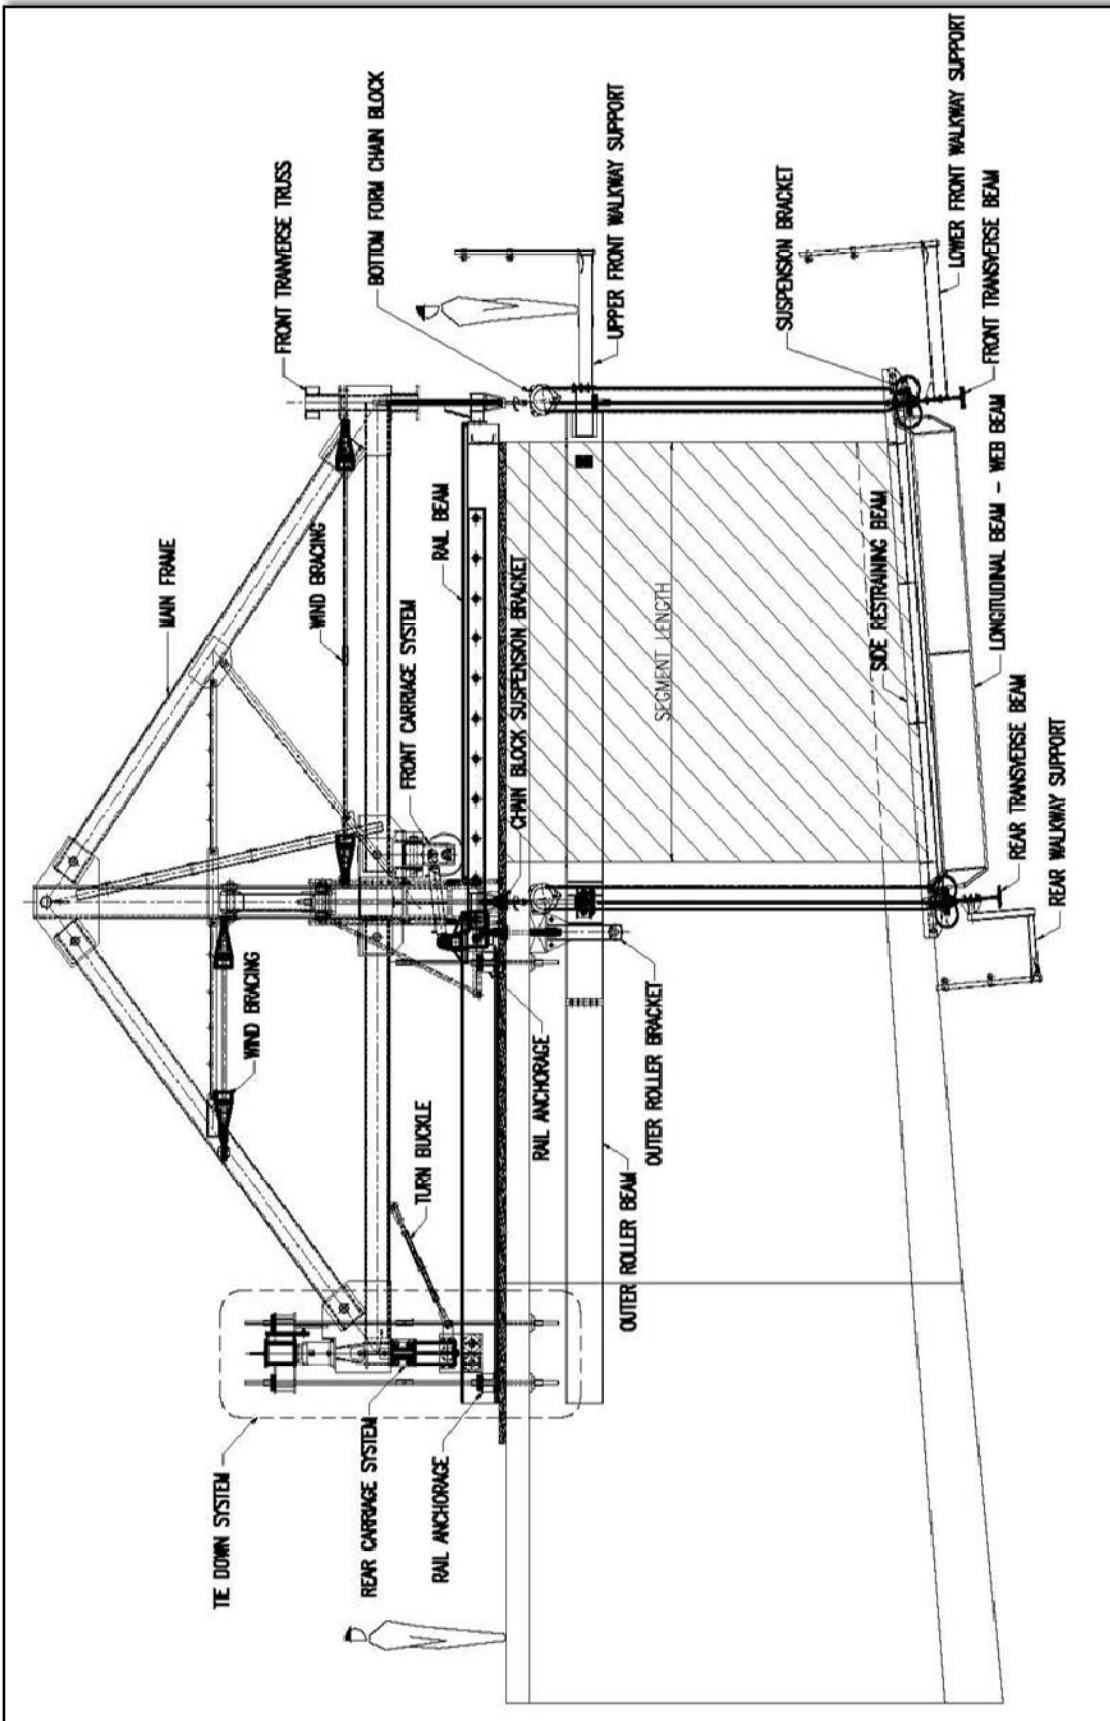 MAIN FRAME
FRONT TRANVERSE TRUSS
WIND BRACING
WIND BRACING
BOTTOM FORM CHAIN BLOCK
TIE DOWN SYSTEM
FRONT CARRIAGE SYSTEM
RAIL BEAM
TURN BUCKLE
REAR CARRIAGE SYSTEM
RAIL ANCHORAGE
CHAIN BLOCK SUSPENSION BRACKET
RAIL ANCHORAGE
UPPER FRONT WALKWAY SUPPORT
OUTER ROLLER BEAM
OUTER ROLLER BRACKET
SEGMENT LENGTH
SUSPENSION BRACKET
SIDE RESTRAINING BEAM
LOWER FRONT WALKWAY SUPPORT
FRONT TRANSVERSE BEAM
LONGITUDINAL BEAM - WEB BEAM
REAR TRANSVERSE BEAM
REAR WALKWAY SUPPORT